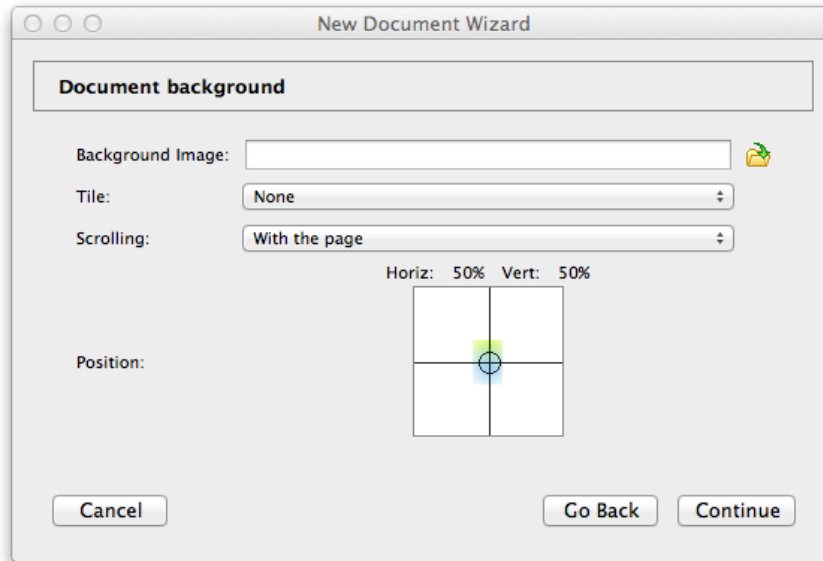 New Document Wizard
Document background
Background Image:
Tile: None
Scrolling: With the page
Horiz: 50% Vert: 50%
Position:
Cancel Go Back Continue